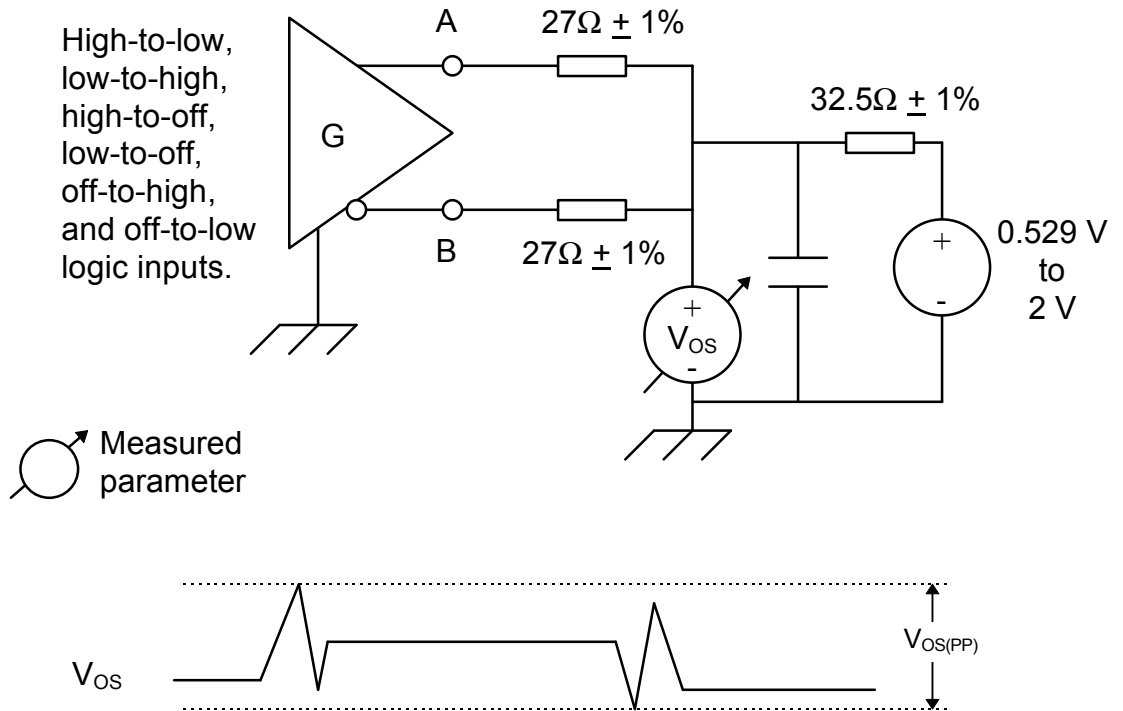 High-to-low,
low-to-high,
high-to-off,
low-to-off,
off-to-high,
and off-to-low
logic inputs.
G
A
27Ω ± 1%
B
27Ω ± 1%
32.5Ω ± 1%
+
VOS
-
+
-
0.529 V
to
2 V
Measured
parameter
VOS
VOS(PP)